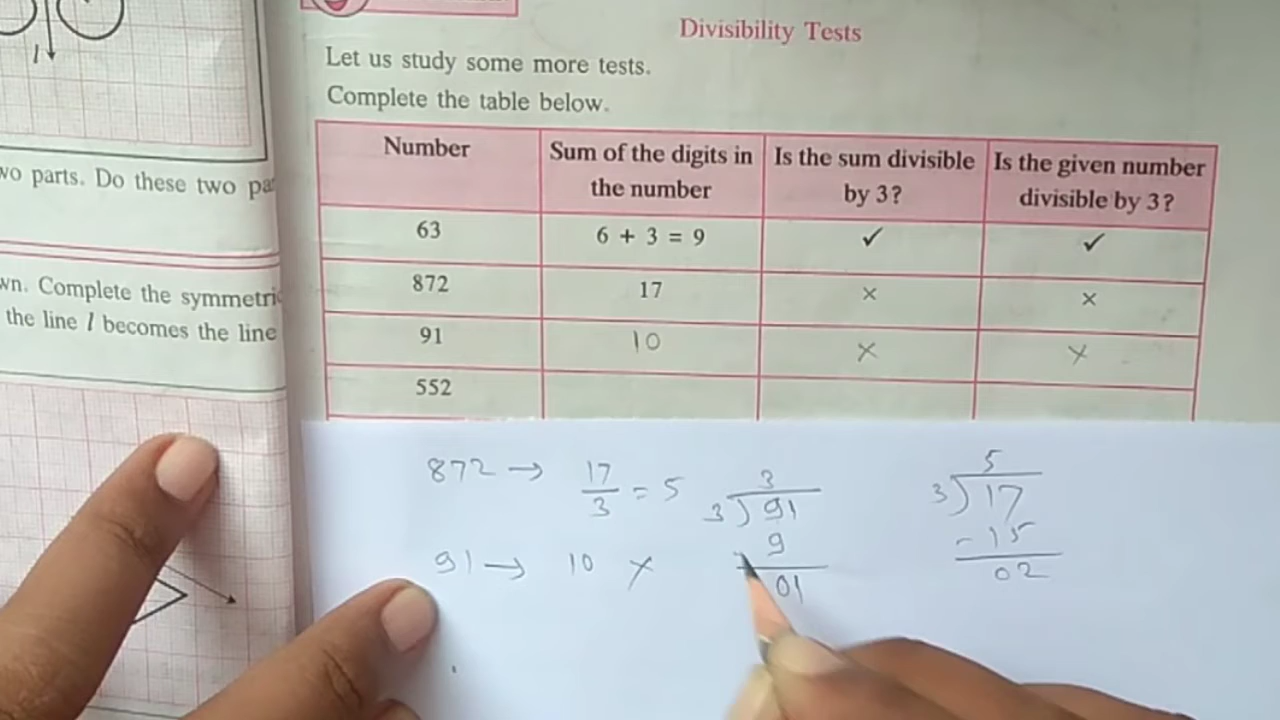 Divisibility Tests
Let us study some more tests.
Complete the table below.
Number Sum of the digits in the number Is the sum divisible by 3? Is the given number divisible by 3?
63 6 + 3 = 9 ✓ ✓
872 17 × ×
91 10 × ×
552
wo parts. Do these two
wn. Complete the
the line l becomes the line
l
872 → 17/3 = 5
91 → 10 ×
3
3)91
9
01
5
3)17
-15
02